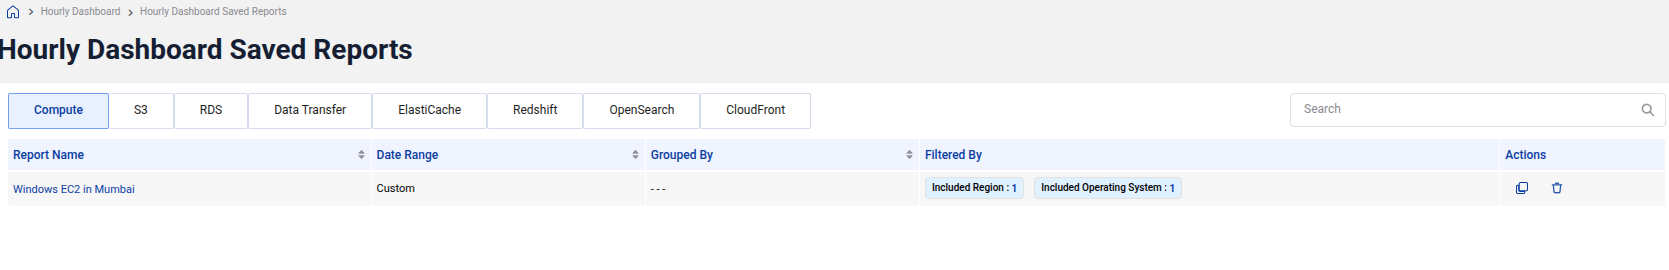 Hourly Dashboard Hourly Dashboard Saved Reports
Hourly Dashboard Saved Reports
Compute S3 RDS Data Transfer ElastiCache Redshift OpenSearch CloudFront Search
Report Name Date Range Grouped By Filtered By Actions
Windows EC2 in Mumbai Custom --- Included Region : 1 Included Operating System : 1